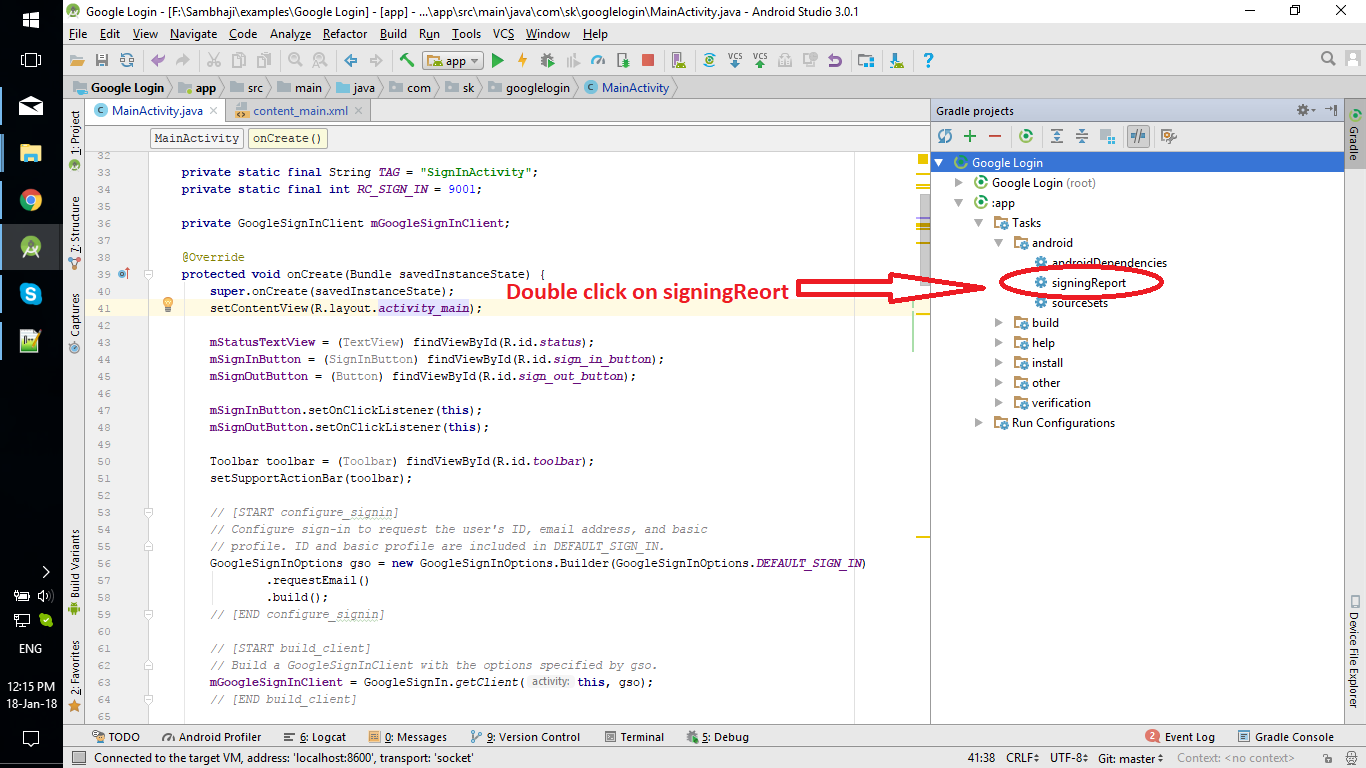 Google Login - [F:\Sambhaji\examples\Google Login] - [app] - ...\app\src\main\java\com\sk\googlelogin\MainActivity.java - Android Studio 3.0.1
File Edit View Navigate Code Analyze Refactor Build Run Tools VCS Window Help
app
VCS VCS
Google Login app src main java com sk googlelogin MainActivity
MainActivity.java content_main.xml
MainActivity onCreate()
32
33 private static final String TAG = "SignInActivity";
34 private static final int RC_SIGN_IN = 9001;
35
36 private GoogleSignInClient mGoogleSignInClient;
37
38 @Override
39 protected void onCreate(Bundle savedInstanceState) {
40 super.onCreate(savedInstanceState);
41 setContentView(R.layout.activity_main);
42
43 mStatusTextView = (TextView) findViewById(R.id.status);
44 mSignInButton = (SignInButton) findViewById(R.id.sign_in_button);
45 mSignOutButton = (Button) findViewById(R.id.sign_out_button);
46
47 mSignInButton.setOnClickListener(this);
48 mSignOutButton.setOnClickListener(this);
49
50 Toolbar toolbar = (Toolbar) findViewById(R.id.toolbar);
51 setSupportActionBar(toolbar);
52
53 // [START configure_signin]
54 // Configure sign-in to request the user's ID, email address, and basic
55 // profile. ID and basic profile are included in DEFAULT_SIGN_IN.
56 GoogleSignInOptions gso = new GoogleSignInOptions.Builder(GoogleSignInOptions.DEFAULT_SIGN_IN)
57 .requestEmail()
58 .build();
59 // [END configure_signin]
60
61 // [START build_client]
62 // Build a GoogleSignInClient with the options specified by gso.
63 mGoogleSignInClient = GoogleSignIn.getClient( activity: this, gso);
64 // [END build_client]
65
Double click on signingReort
Gradle projects
Google Login
Google Login (root)
:app
Tasks
android
androidDependencies
signingReport
sourceSets
build
help
install
other
verification
Run Configurations
1: Project
7: Structure
Captures
Build Variants
2: Favorites
Gradle
Device File Explorer
ENG
12:15 PM
18-Jan-18
TODO Android Profiler 6: Logcat 0: Messages 9: Version Control Terminal 5: Debug 2 Event Log Gradle Console
Connected to the target VM, address: 'localhost:8600', transport: 'socket' 41:38 CRLF UTF-8 Git: master Context: <no context>